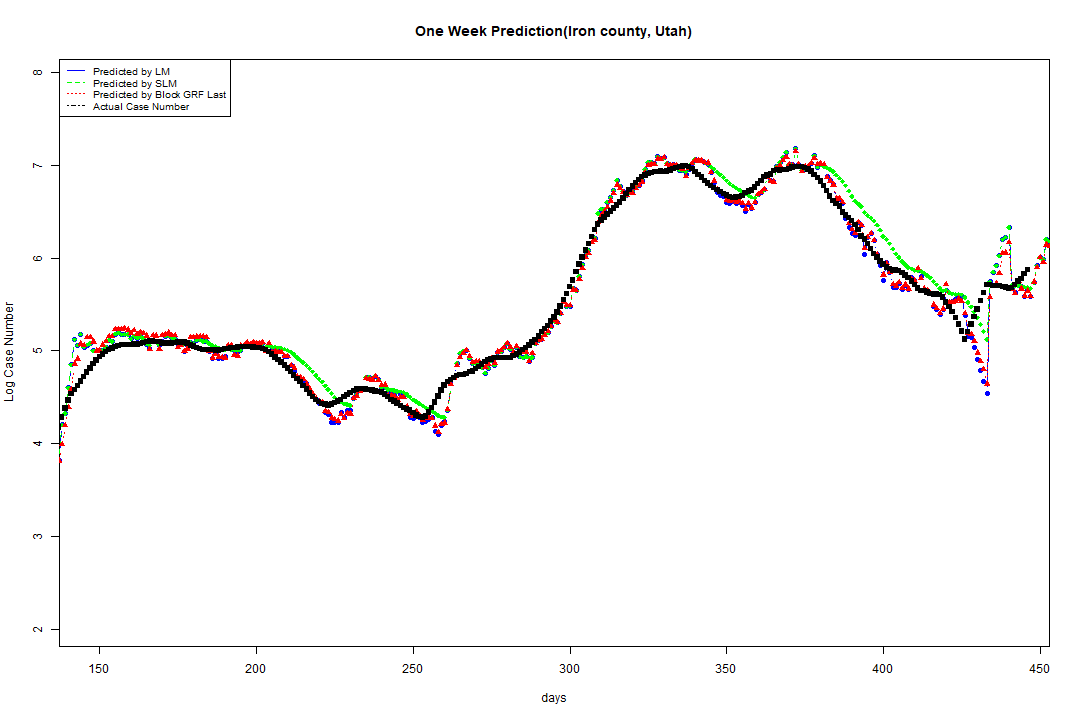 One Week Prediction(Iron county, Utah)
Predicted by LM
Predicted by SLM
Predicted by Block GRF Last
Actual Case Number
8
7
6
5
4
3
2
Log Case Number
150 200 250 300 350 400 450
days